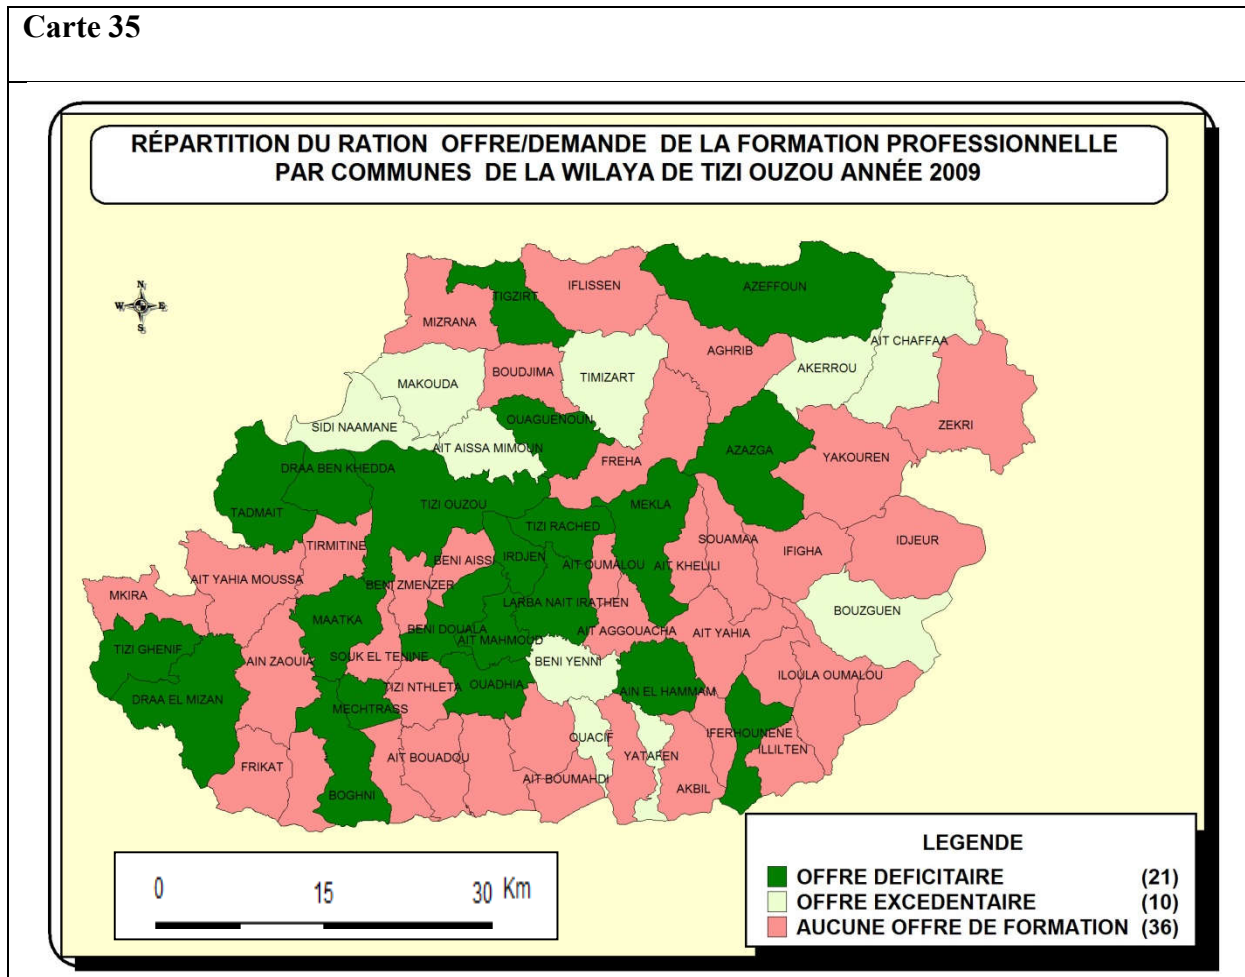 Carte 35
RÉPARTITION DU RATION OFFRE/DEMANDE DE LA FORMATION PROFESSIONNELLE
PAR COMMUNES DE LA WILAYA DE TIZI OUZOU ANNÉE 2009
N
W E
S
IFLISSEN
AZEFFOUN
TIGZIRT
MIZRANA
AIT CHAFFAA
AGHRIB
AKERROU
BOUDJIMA
TIMIZART
MAKOUDA
OUAGUENOUN
ZEKRI
SIDI NAAMANE
AIT AISSA MIMOUN
AZAZGA
YAKOUREN
FREHA
DRAA BEN KHEDDA
TIZI OUZOU
MEKLA
TADMAIT
TIZI RACHED
SOUAMAA
IDJEUR
TIRMITINE
IFIGHA
BENI AISSI
IRDJEN
AIT OUMALOU
AIT KHELILI
AIT YAHIA MOUSSA
BENI ZMENZER
MKIRA
LARBA NAIT IRATHEN
BOUZGUEN
MAATKA
BENI DOUALA
AIT AGGOUACHA
AIT YAHIA
AIT MAHMOUD
TIZI GHENIF
AIN ZAOUIA
SOUK EL TENINE
BENI YENNI
ILOULA OUMALOU
TIZI NTHLETA
OUADHIA
AIN EL HAMMAM
DRAA EL MIZAN
MECHTRASS
IFERHOUNENE
OUACIF
ILLILTEN
AIT BOUADOU
YATAFEN
FRIKAT
AIT BOUMAHDI
AKBIL
BOGHNI
0 15 30 Km
LEGENDE
OFFRE DEFICITAIRE (21)
OFFRE EXCEDENTAIRE (10)
AUCUNE OFFRE DE FORMATION (36)